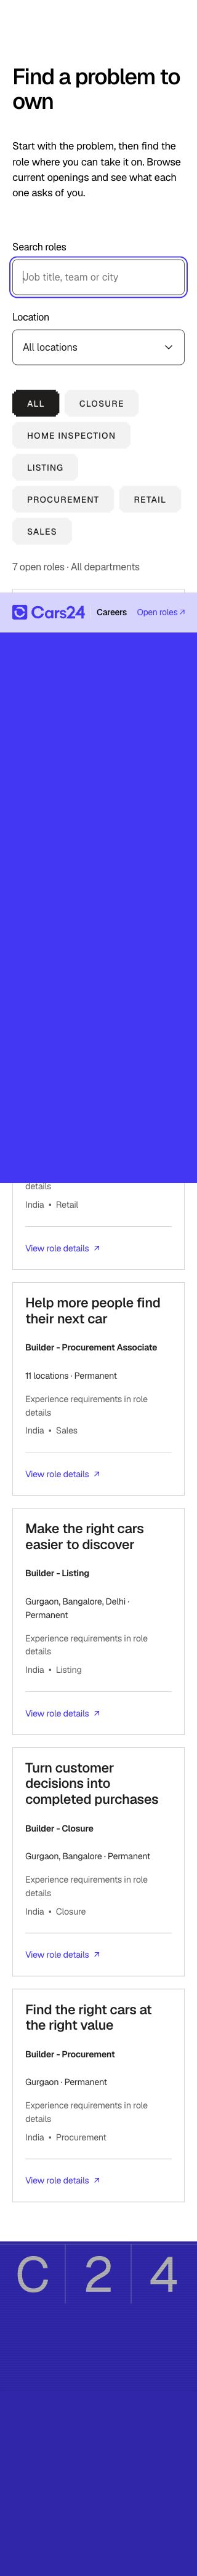 Find a problem to
own
Start with the problem, then find the
role where you can take it on. Browse
current openings and see what each
one asks of you.
Search roles
Job title, team or city
Location
All locations
ALL
CLOSURE
HOME INSPECTION
LISTING
PROCUREMENT
RETAIL
SALES
7 open roles · All departments
Cars24
Careers
Open roles ↗
details
India • Retail
View role details ↗
Help more people find
their next car
Builder - Procurement Associate
11 locations · Permanent
Experience requirements in role
details
India • Sales
View role details ↗
Make the right cars
easier to discover
Builder - Listing
Gurgaon, Bangalore, Delhi ·
Permanent
Experience requirements in role
details
India • Listing
View role details ↗
Turn customer
decisions into
completed purchases
Builder - Closure
Gurgaon, Bangalore · Permanent
Experience requirements in role
details
India • Closure
View role details ↗
Find the right cars at
the right value
Builder - Procurement
Gurgaon · Permanent
Experience requirements in role
details
India • Procurement
View role details ↗
C 2 4